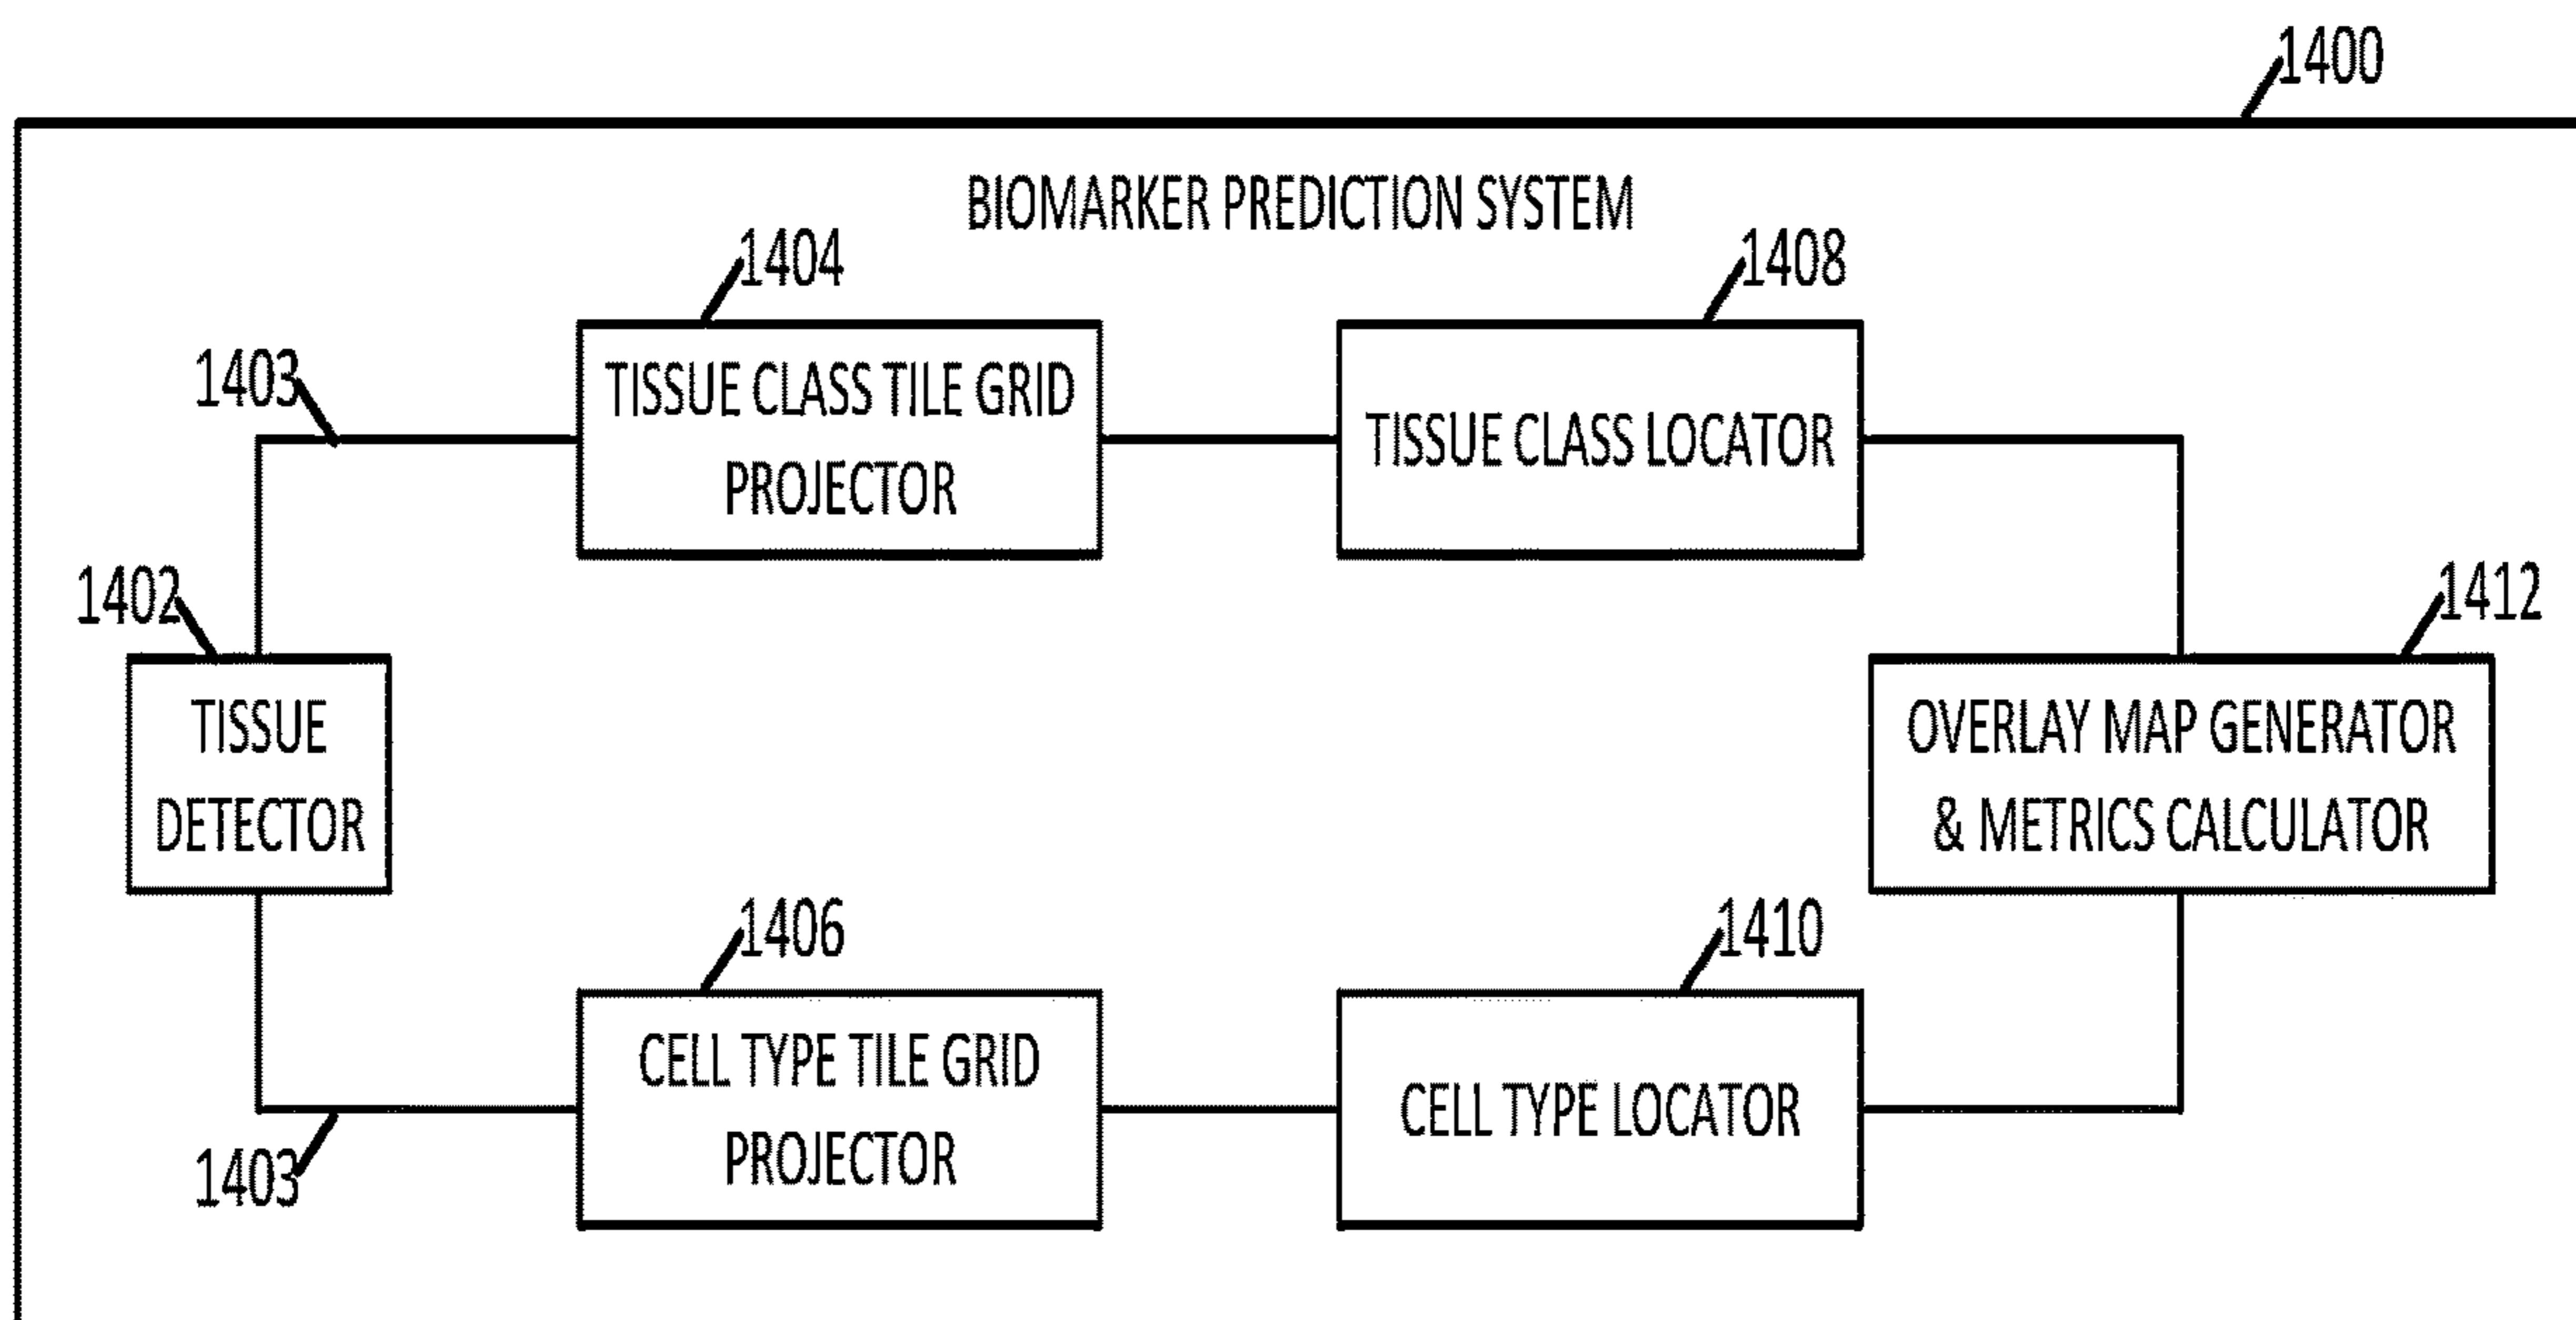 1400
BIOMARKER PREDICTION SYSTEM
1404
1408
1403
TISSUE CLASS TILE GRID
PROJECTOR
TISSUE CLASS LOCATOR
1402
1412
TISSUE
DETECTOR
OVERLAY MAP GENERATOR
& METRICS CALCULATOR
1406
1410
1403
CELL TYPE TILE GRID
PROJECTOR
CELL TYPE LOCATOR